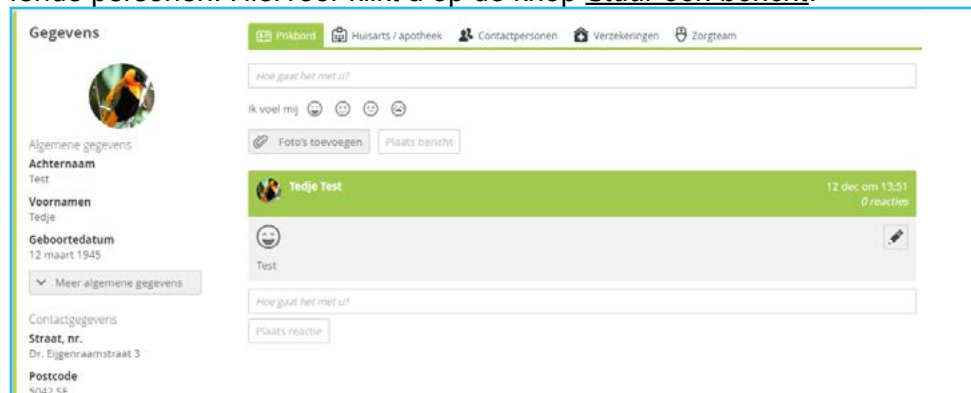 Gegevens
Prikbord Huisarts / apotheek Contactpersonen Verzekeringen Zorgteam
Hoe gaat het met u?
Ik voel mij
Foto's toevoegen Plaats bericht
Algemene gegevens
Achternaam
Test
Voornamen
Tedje
Geboortedatum
12 maart 1945
Meer algemene gegevens
Contactgegevens
Straat, nr.
Dr. Eijgenraamstraat 3
Postcode
5042 SE
Tedje Test
12 dec om 13:51
0 reacties
Test
Hoe gaat het met u?
Plaats reactie